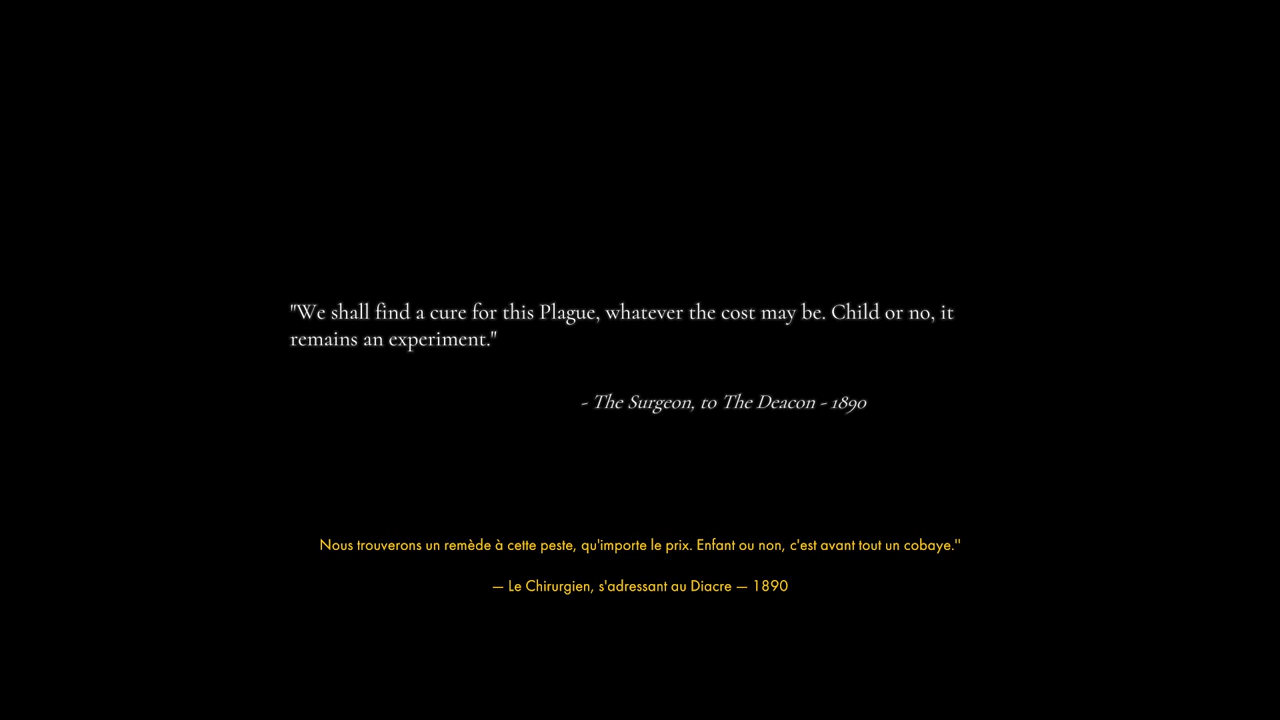 "We shall find a cure for this Plague, whatever the cost may be. Child or no, it
remains an experiment."
- The Surgeon, to The Deacon - 1890
Nous trouverons un remède à cette peste, qu'importe le prix. Enfant ou non, c'est avant tout un cobaye."
— Le Chirurgien, s'adressant au Diacre — 1890